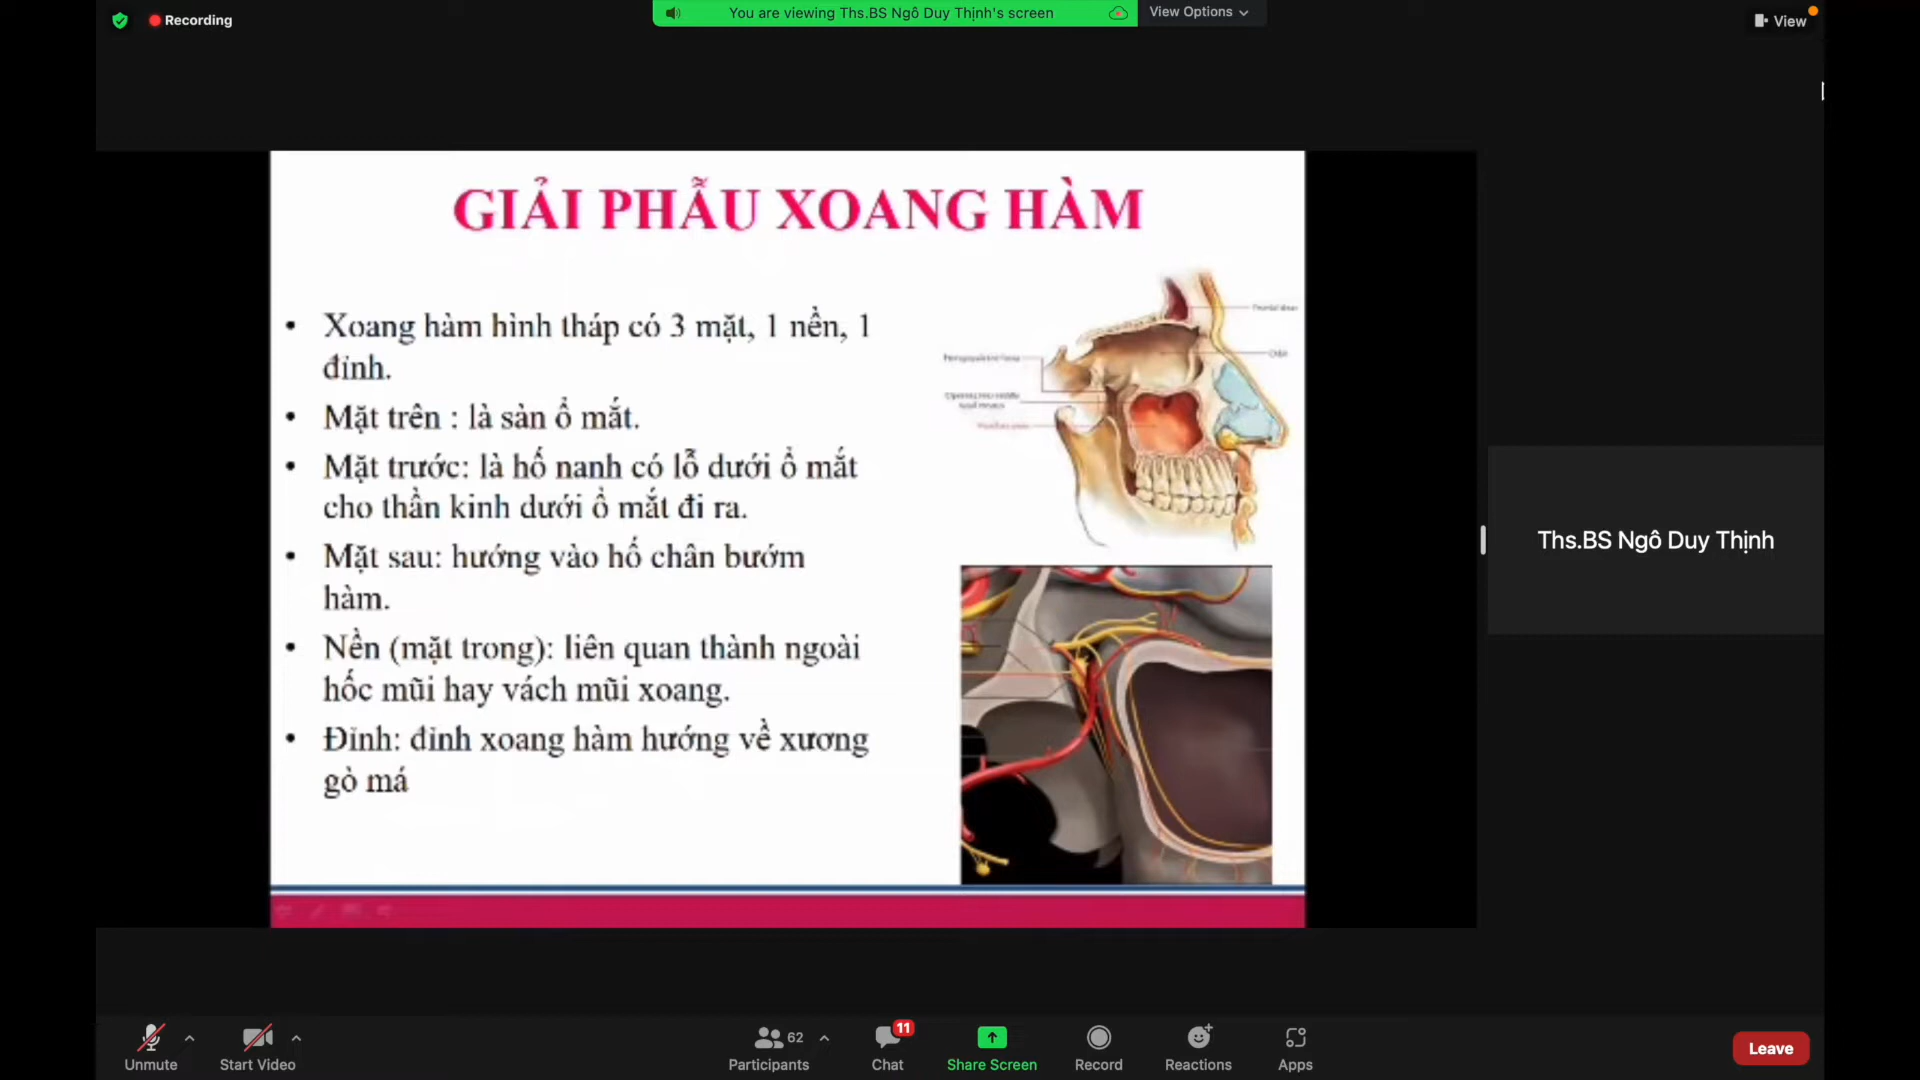 Recording
You are viewing Ths.BS Ngô Duy Thịnh's screen
View Options
View
GIẢI PHẪU XOANG HÀM
• Xoang hàm hình tháp có 3 mặt, 1 nền, 1
đỉnh.
• Mặt trên : là sàn ổ mắt.
• Mặt trước: là hố nanh có lỗ dưới ổ mắt
cho thần kinh dưới ổ mắt đi ra.
• Mặt sau: hướng vào hố chân bướm
hàm.
• Nền (mặt trong): liên quan thành ngoài
hốc mũi hay vách mũi xoang.
• Đỉnh: đỉnh xoang hàm hướng về xương
gò má
Frontal sinus
Orbit
Ths.BS Ngô Duy Thịnh
Unmute
Start Video
62
Participants
11
Chat
Share Screen
Record
Reactions
Apps
Leave